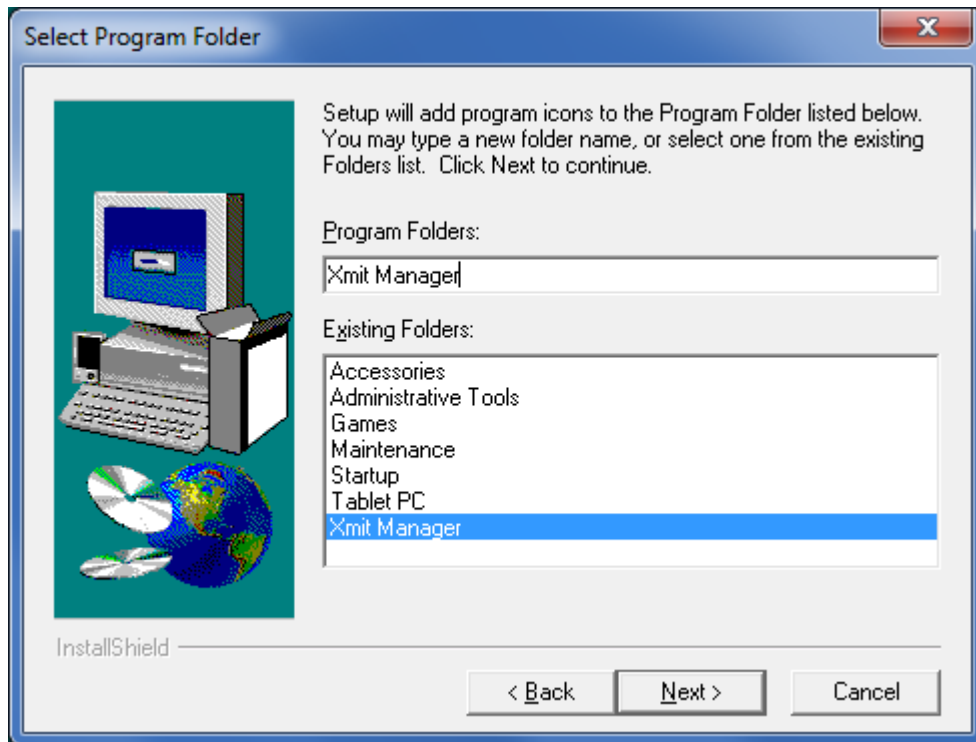 Select Program Folder
Setup will add program icons to the Program Folder listed below.
You may type a new folder name, or select one from the existing
Folders list.  Click Next to continue.
Program Folders:
Xmit Manager
Existing Folders:
Accessories
Administrative Tools
Games
Maintenance
Startup
Tablet PC
Xmit Manager
InstallShield
< Back
Next >
Cancel